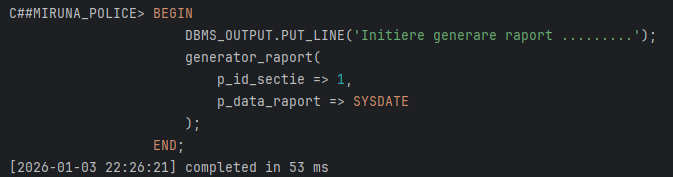 C##MIRUNA_POLICE> BEGIN
DBMS_OUTPUT.PUT_LINE('Initiere generare raport .........');
generator_raport(
p_id_sectie => 1,
p_data_raport => SYSDATE
);
END;
[2026-01-03 22:26:21] completed in 53 ms